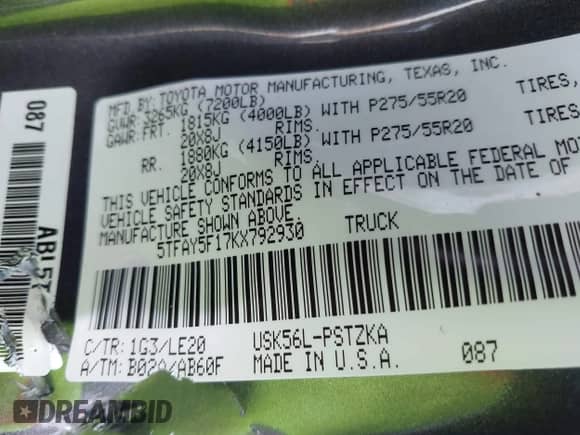 MFD BY: TOYOTA MOTOR MANUFACTURING, TEXAS, INC.
GVWR: 3265KG (7200LB)
GAWR: FRT. 1815KG (4000LB) WITH P275/55R20 TIRES,
20X8J RIMS.
RR. 1880KG (4150LB) WITH P275/55R20 TIRES,
20X8J RIMS.
THIS VEHICLE CONFORMS TO ALL APPLICABLE FEDERAL MO
VEHICLE SAFETY STANDARDS IN EFFECT ON THE DATE OF
MANUFACTURE SHOWN ABOVE.
5TFAY5F17KX792930 TRUCK
C/TR: 1G3/LE20 USK56L-PSTZKA
A/TM: B02A/AB60F MADE IN U.S.A. 087
087
DREAMBID